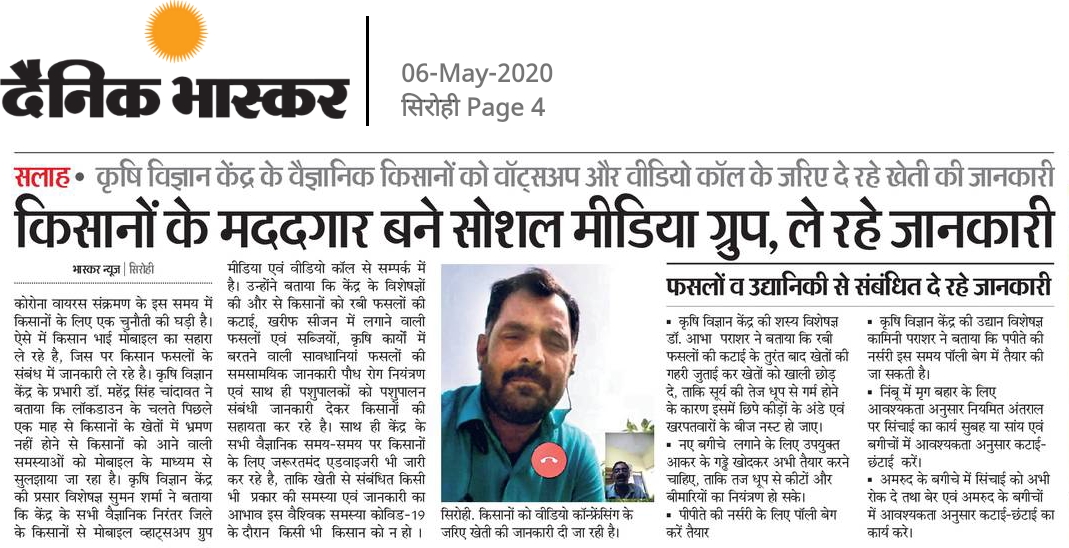 दैनिक भास्कर
06-May-2020
सिरोही Page 4
सलाह • कृषि विज्ञान केंद्र के वैज्ञानिक किसानों को वॉट्सअप और वीडियो कॉल के जरिए दे रहे खेती की जानकारी
किसानों के मददगार बने सोशल मीडिया ग्रुप, ले रहे जानकारी
भास्कर न्यूज | सिरोही
कोरोना वायरस संक्रमण के इस समय में
किसानों के लिए एक चुनौती की घड़ी है।
ऐसे में किसान भाई मोबाइल का सहारा
ले रहे है, जिस पर किसान फसलों के
संबंध में जानकारी ले रहे है। कृषि विज्ञान
केंद्र के प्रभारी डॉ. महेंद्र सिंह चांदावत ने
बताया कि लॉकडाउन के चलते पिछले
एक माह से किसानों के खेतों में भ्रमण
नहीं होने से किसानों को आने वाली
समस्याओं को मोबाइल के माध्यम से
सुलझाया जा रहा है। कृषि विज्ञान केंद्र
की प्रसार विशेषज्ञ सुमन शर्मा ने बताया
कि केंद्र के सभी वैज्ञानिक निरंतर जिले
के किसानों से मोबाइल व्हाट्सअप ग्रुप
मीडिया एवं वीडियो कॉल से सम्पर्क में
है। उन्होंने बताया कि केंद्र के विशेषज्ञों
की और से किसानों को रबी फसलों की
कटाई, खरीफ सीजन में लगाने वाली
फसलों एवं सब्जियों, कृषि कार्यो में
बरतने वाली सावधानियां फसलों की
समसामयिक जानकारी पौध रोग नियंत्रण
एवं साथ ही पशुपालकों को पशुपालन
संबंधी जानकारी देकर किसानों की
सहायता कर रहे है। साथ ही केंद्र के
सभी वैज्ञानिक समय-समय पर किसानों
के लिए जरूरतमंद एडवाइजरी भी जारी
कर रहे है, ताकि खेती से संबंधित किसी
भी प्रकार की समस्या एवं जानकारी का
आभाव इस वैश्विक समस्या कोविड-19
के दौरान किसी भी किसान को न हो ।
सिरोही. किसानों को वीडियो कॉन्फ्रेंसिंग के
जरिए खेती की जानकारी दी जा रही है।
फसलों व उद्यानिकी से संबंधित दे रहे जानकारी
▪ कृषि विज्ञान केंद्र की शस्य विशेषज्ञ
डॉ. आभा पराशर ने बताया कि रबी
फसलों की कटाई के तुरंत बाद खेतों की
गहरी जुताई कर खेतों को खाली छोड़
दे, ताकि सूर्य की तेज धूप से गर्म होने
के कारण इसमें छिपे कीड़ों के अंडे एवं
खरपतवारों के बीज नस्ट हो जाए।
▪ नए बगीचे लगाने के लिए उपयुक्त
आकर के गड्ढे खोदकर अभी तैयार करने
चाहिए, ताकि तज धूप से कीटों और
बीमारियों का नियंत्रण हो सके।
▪ पीपीते की नर्सरी के लिए पॉली बेग
करें तैयार
▪ कृषि विज्ञान केंद्र की उद्यान विशेषज्ञ
कामिनी पराशर ने बताया कि पपीते की
नर्सरी इस समय पॉली बेग में तैयार की
जा सकती है।
▪ निंबू में मृग बहार के लिए
आवश्यकता अनुसार नियमित अंतराल
पर सिंचाई का कार्य सुबह या सांय एवं
बगीचों में आवश्यकता अनुसार कटाई-
छंटाई करें।
▪ अमरुद के बगीचे में सिंचाई को अभी
रोक दे तथा बेर एवं अमरुद के बगीचों
में आवश्यकता अनुसार कटाई-छंटाई का
कार्य करे।